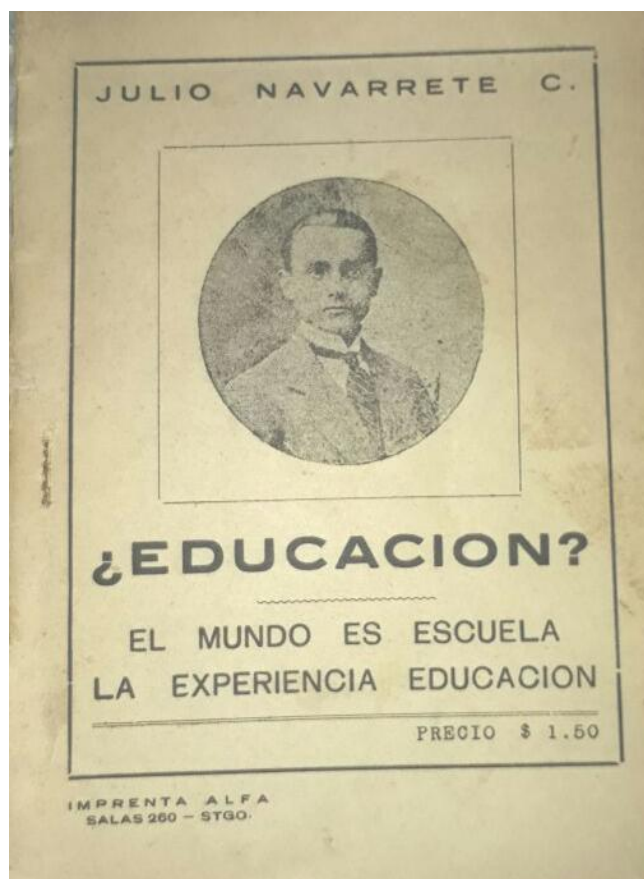 JULIO NAVARRETE C.
¿EDUCACION?
EL MUNDO ES ESCUELA
LA EXPERIENCIA EDUCACION
PRECIO $ 1.50
IMPRENTA ALFA
SALAS 260 – STGO.